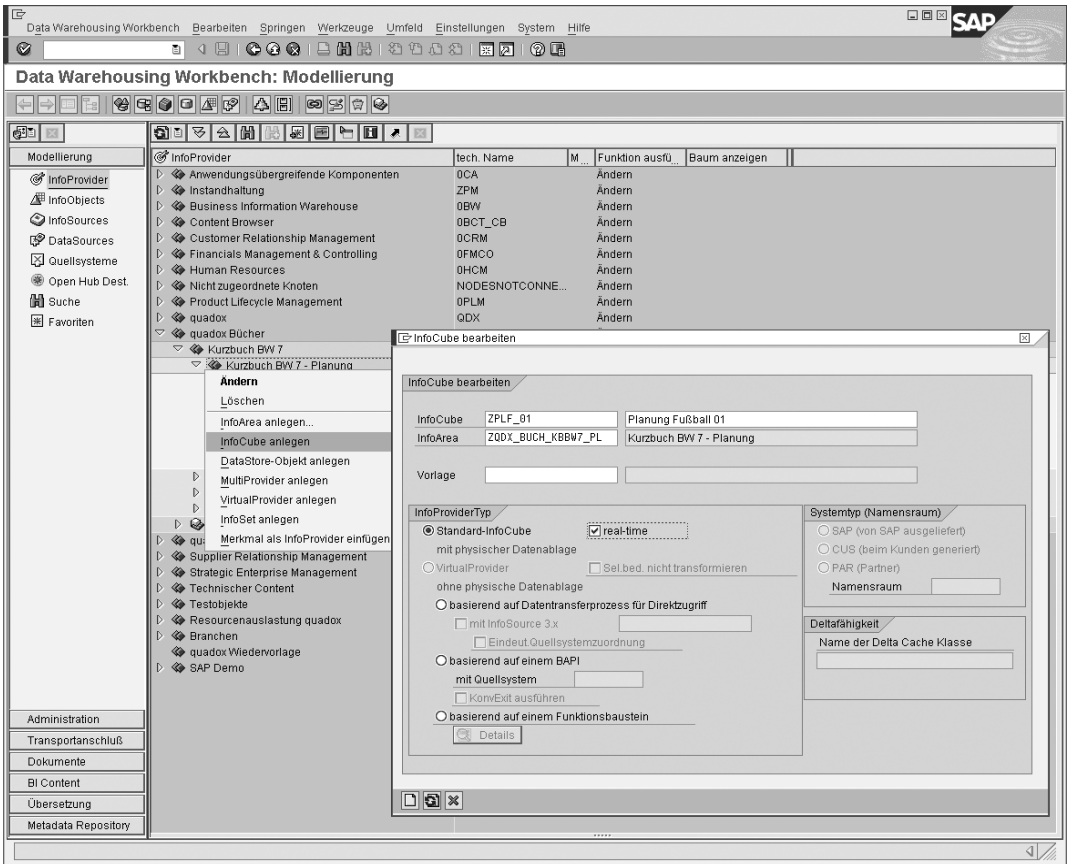 Data Warehousing Workbench Bearbeiten Springen Werkzeuge Umfeld Einstellungen System Hilfe
SAP
Data Warehousing Workbench: Modellierung
Modellierung
InfoProvider
InfoObjects
InfoSources
DataSources
Quellsysteme
Open Hub Dest.
Suche
Favoriten
Administration
Transportanschluß
Dokumente
BI Content
Übersetzung
Metadata Repository
InfoProvider tech. Name M... Funktion ausfü... Baum anzeigen
Anwendungsübergreifende Komponenten 0CA Ändern
Instandhaltung ZPM Ändern
Business Information Warehouse 0BW Ändern
Content Browser 0BCT_CB Ändern
Customer Relationship Management 0CRM Ändern
Financials Management & Controlling 0FMCO Ändern
Human Resources 0HCM Ändern
Nicht zugeordnete Knoten NODESNOTCONNE... Ändern
Product Lifecycle Management 0PLM Ändern
quadox QDX Ändern
quadox Bücher
Kurzbuch BW 7
Kurzbuch BW 7 - Planung
Ändern
Löschen
InfoArea anlegen...
InfoCube anlegen
DataStore-Objekt anlegen
MultiProvider anlegen
VirtualProvider anlegen
InfoSet anlegen
Merkmal als InfoProvider einfügen
qu
Supplier Relationship Management
Strategic Enterprise Management
Technischer Content
Testobjekte
Resourcenauslastung quadox
Branchen
quadox Wiedervorlage
SAP Demo
InfoCube bearbeiten
InfoCube bearbeiten
InfoCube ZPLF_01 Planung Fußball 01
InfoArea ZQDX_BUCH_KBBW7_PL Kurzbuch BW 7 - Planung
Vorlage
InfoProviderTyp
Standard-InfoCube real-time
mit physischer Datenablage
VirtualProvider Sel.bed. nicht transformieren
ohne physische Datenablage
basierend auf Datentransferprozess für Direktzugriff
mit InfoSource 3.x
Eindeut.Quellsystemzuordnung
basierend auf einem BAPI
mit Quellsystem
KonvExit ausführen
basierend auf einem Funktionsbaustein
Details
Systemtyp (Namensraum)
SAP (von SAP ausgeliefert)
CUS (beim Kunden generiert)
PAR (Partner)
Namensraum
Deltafähigkeit
Name der Delta Cache Klasse